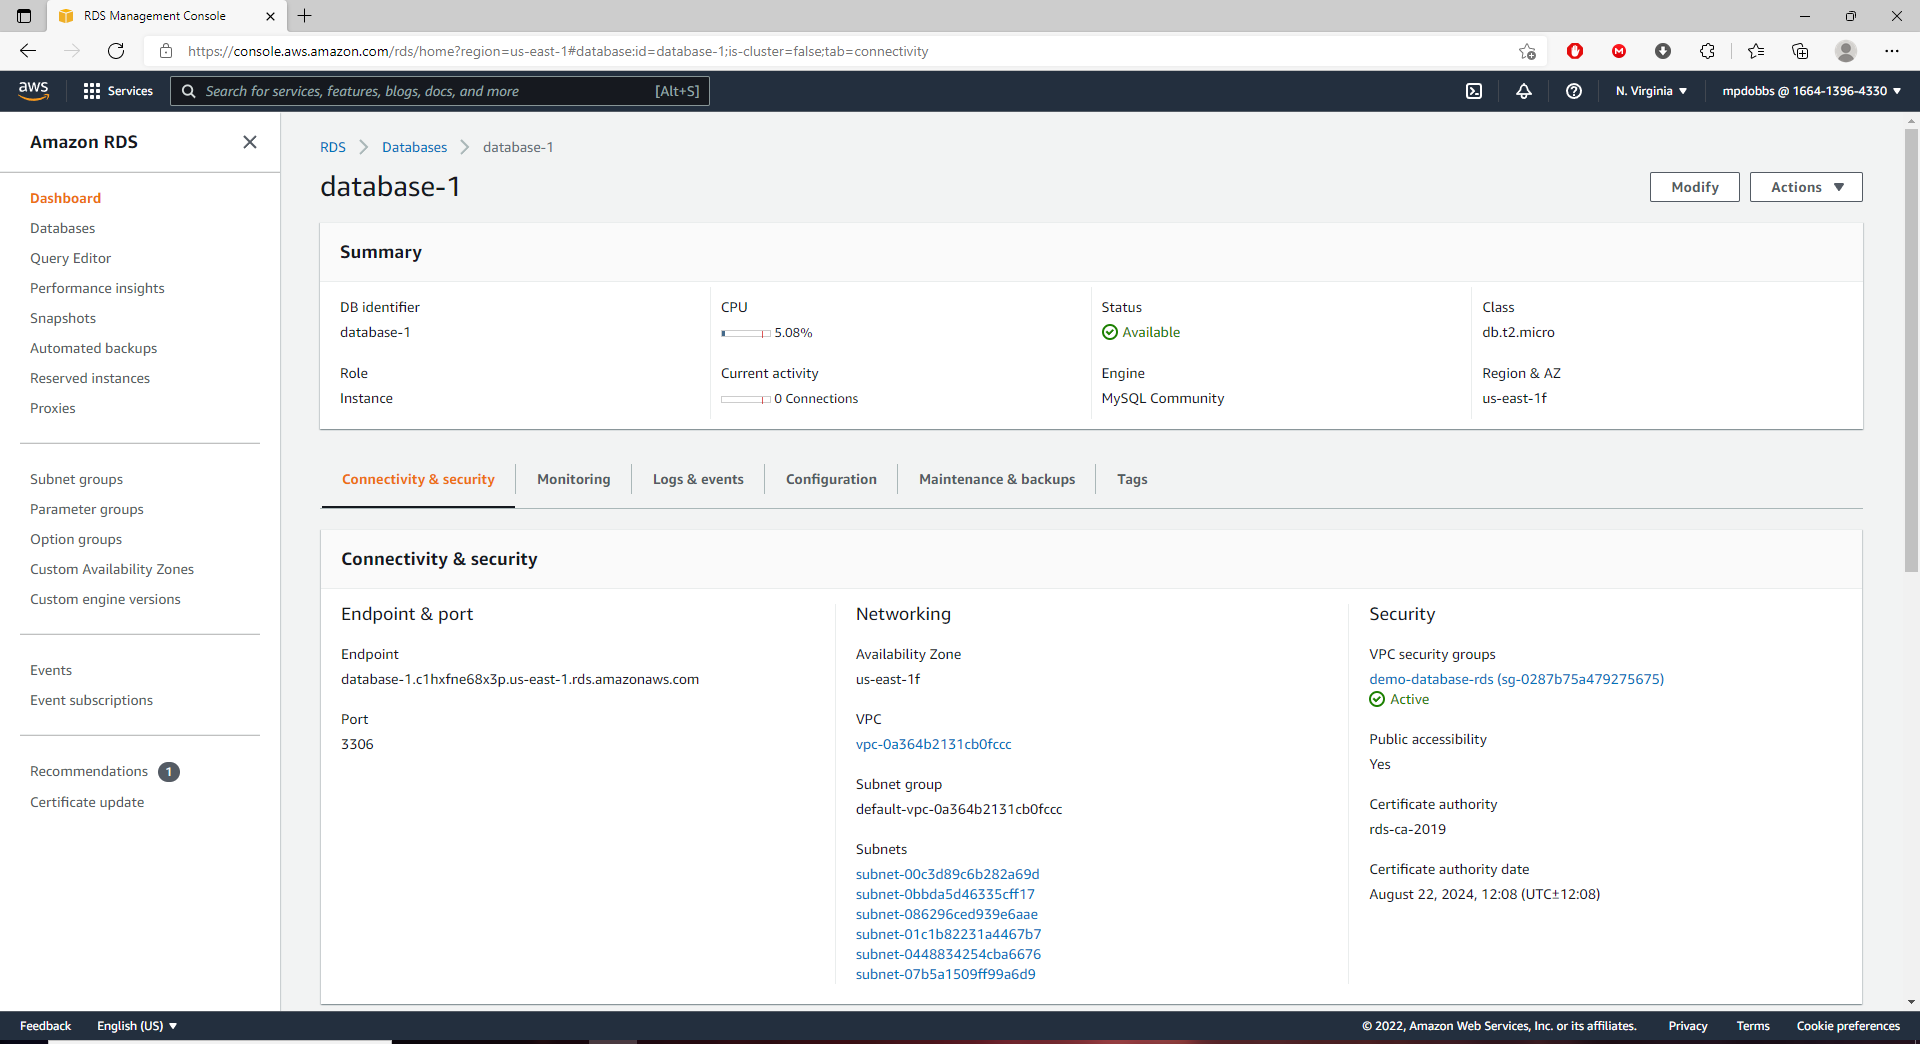 RDS Management Console
https://console.aws.amazon.com/rds/home?region=us-east-1#database:id=database-1;is-cluster=false;tab=connectivity
aws
Services
Search for services, features, blogs, docs, and more
[Alt+S]
N. Virginia
mpdobbs @ 1664-1396-4330
Amazon RDS
Dashboard
Databases
Query Editor
Performance insights
Snapshots
Automated backups
Reserved instances
Proxies
Subnet groups
Parameter groups
Option groups
Custom Availability Zones
Custom engine versions
Events
Event subscriptions
Recommendations 1
Certificate update
RDS > Databases > database-1
database-1
Modify
Actions
Summary
DB identifier
database-1
CPU
5.08%
Status
Available
Class
db.t2.micro
Role
Instance
Current activity
0 Connections
Engine
MySQL Community
Region & AZ
us-east-1f
Connectivity & security
Monitoring
Logs & events
Configuration
Maintenance & backups
Tags
Connectivity & security
Endpoint & port
Endpoint
database-1.c1hxfne68x3p.us-east-1.rds.amazonaws.com
Port
3306
Networking
Availability Zone
us-east-1f
VPC
vpc-0a364b2131cb0fccc
Subnet group
default-vpc-0a364b2131cb0fccc
Subnets
subnet-00c3d89c6b282a69d
subnet-0bbda5d46335cff17
subnet-086296ced939e6aae
subnet-01c1b82231a4467b7
subnet-0448834254cba6676
subnet-07b5a1509ff99a6d9
Security
VPC security groups
demo-database-rds (sg-0287b75a479275675)
Active
Public accessibility
Yes
Certificate authority
rds-ca-2019
Certificate authority date
August 22, 2024, 12:08 (UTC±12:08)
Feedback
English (US)
© 2022, Amazon Web Services, Inc. or its affiliates.
Privacy
Terms
Cookie preferences